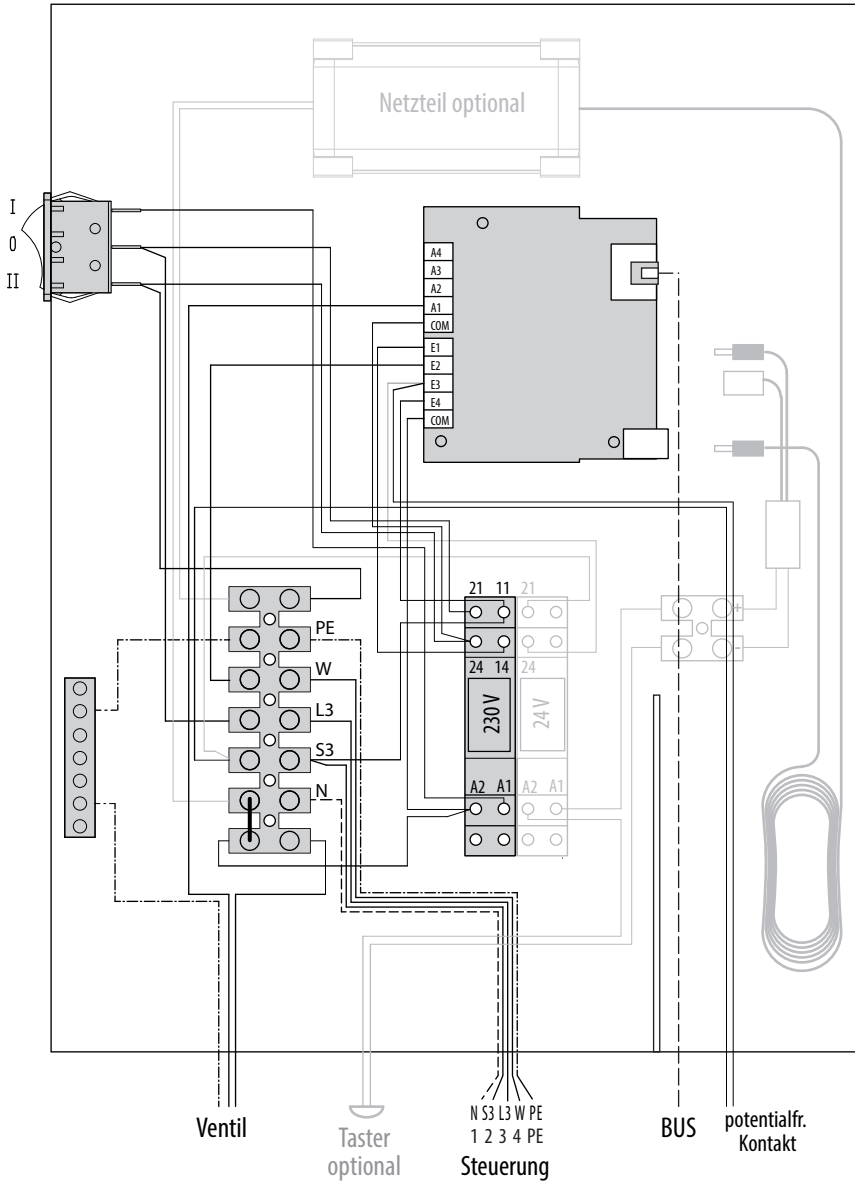 Netzteil optional
I
0
II
A4
A3
A2
A1
COM
E1
E2
E3
E4
COM
21 11 21
PE
W
L3
S3
N
24 14 24
230 V
24 V
A2 A1 A2 A1
+
-
N S3 L3 W PE
1 2 3 4 PE
Ventil
Taster
optional
Steuerung
BUS
potentialfr.
Kontakt